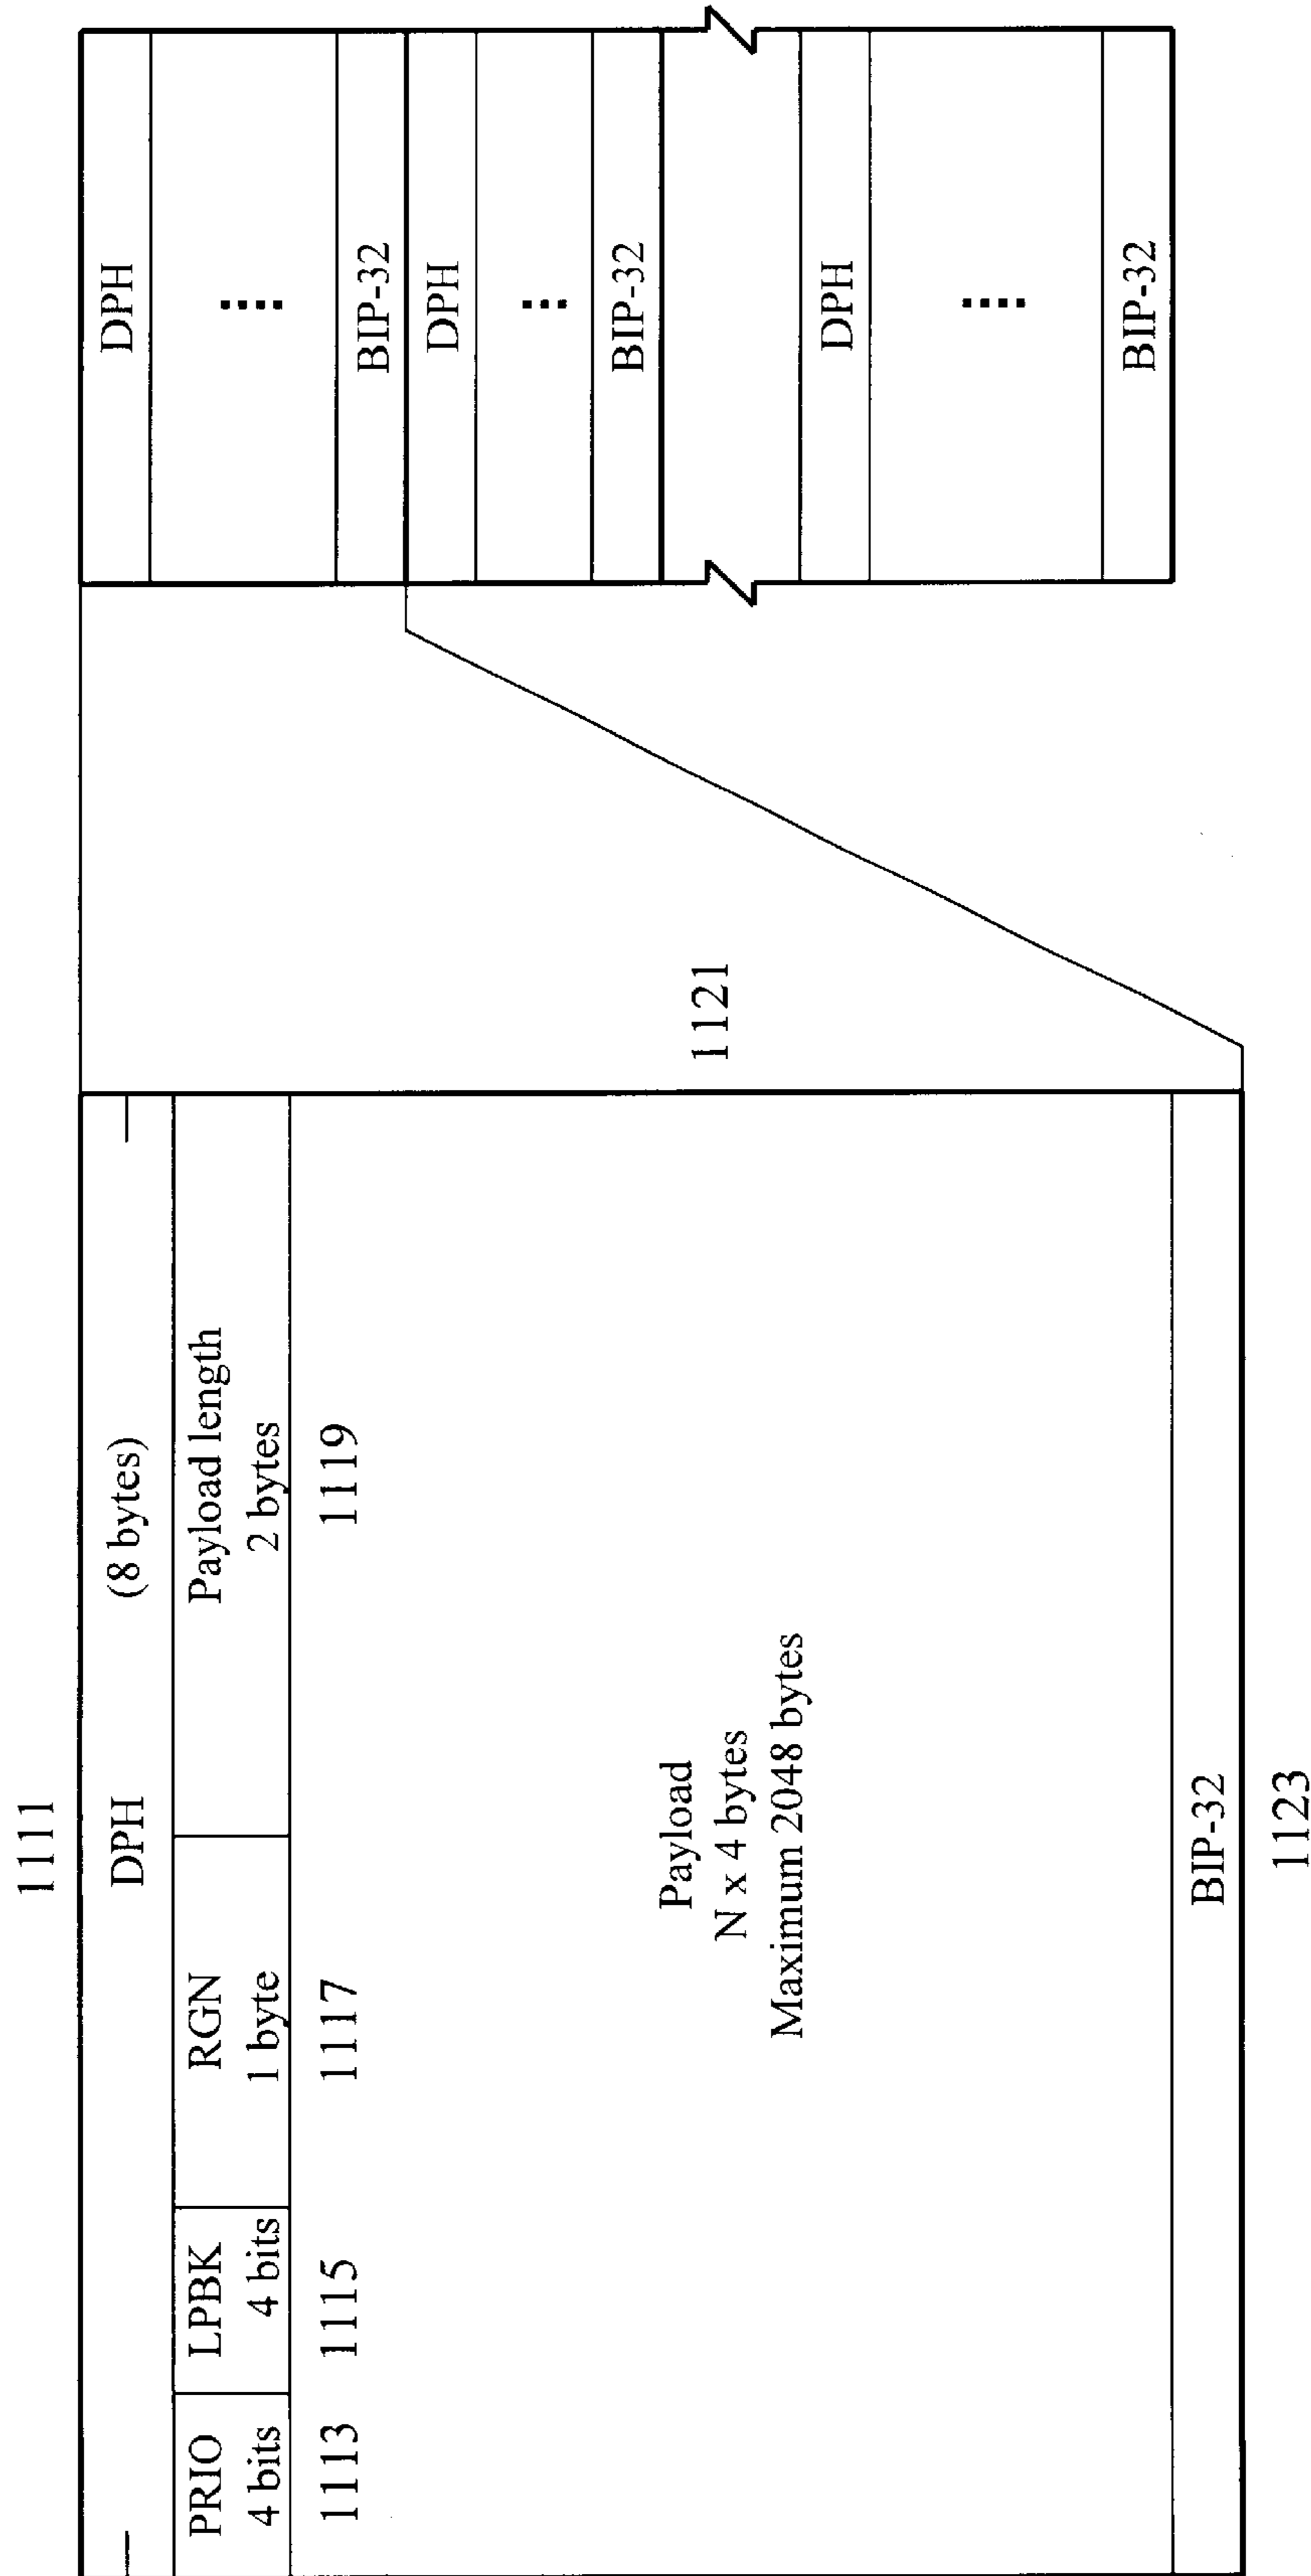 1111
DPH (8 bytes)
PRIO LPBK RGN Payload length
4 bits 4 bits 1 byte 2 bytes
1113 1115 1117 1119
Payload
N x 4 bytes
Maximum 2048 bytes
1121
BIP-32
1123
DPH
BIP-32
DPH
BIP-32
DPH
BIP-32